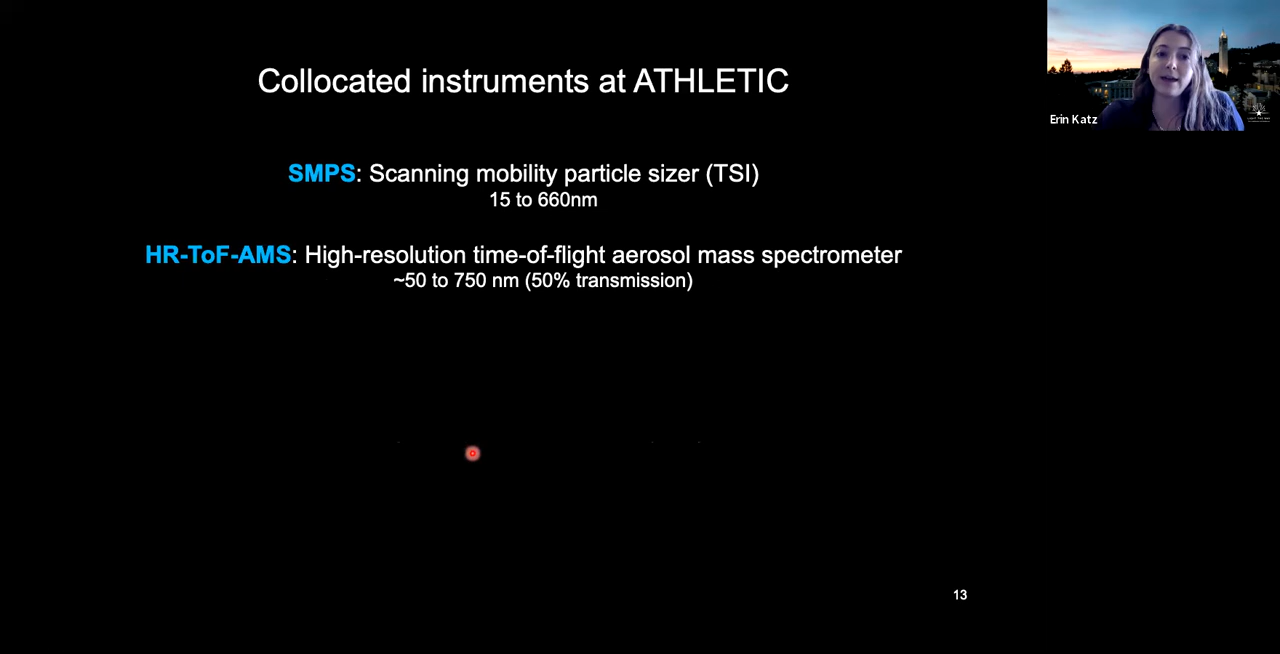 Collocated instruments at ATHLETIC
SMPS: Scanning mobility particle sizer (TSI)
15 to 660nm
HR-ToF-AMS: High-resolution time-of-flight aerosol mass spectrometer
~50 to 750 nm (50% transmission)
13
Erin Katz